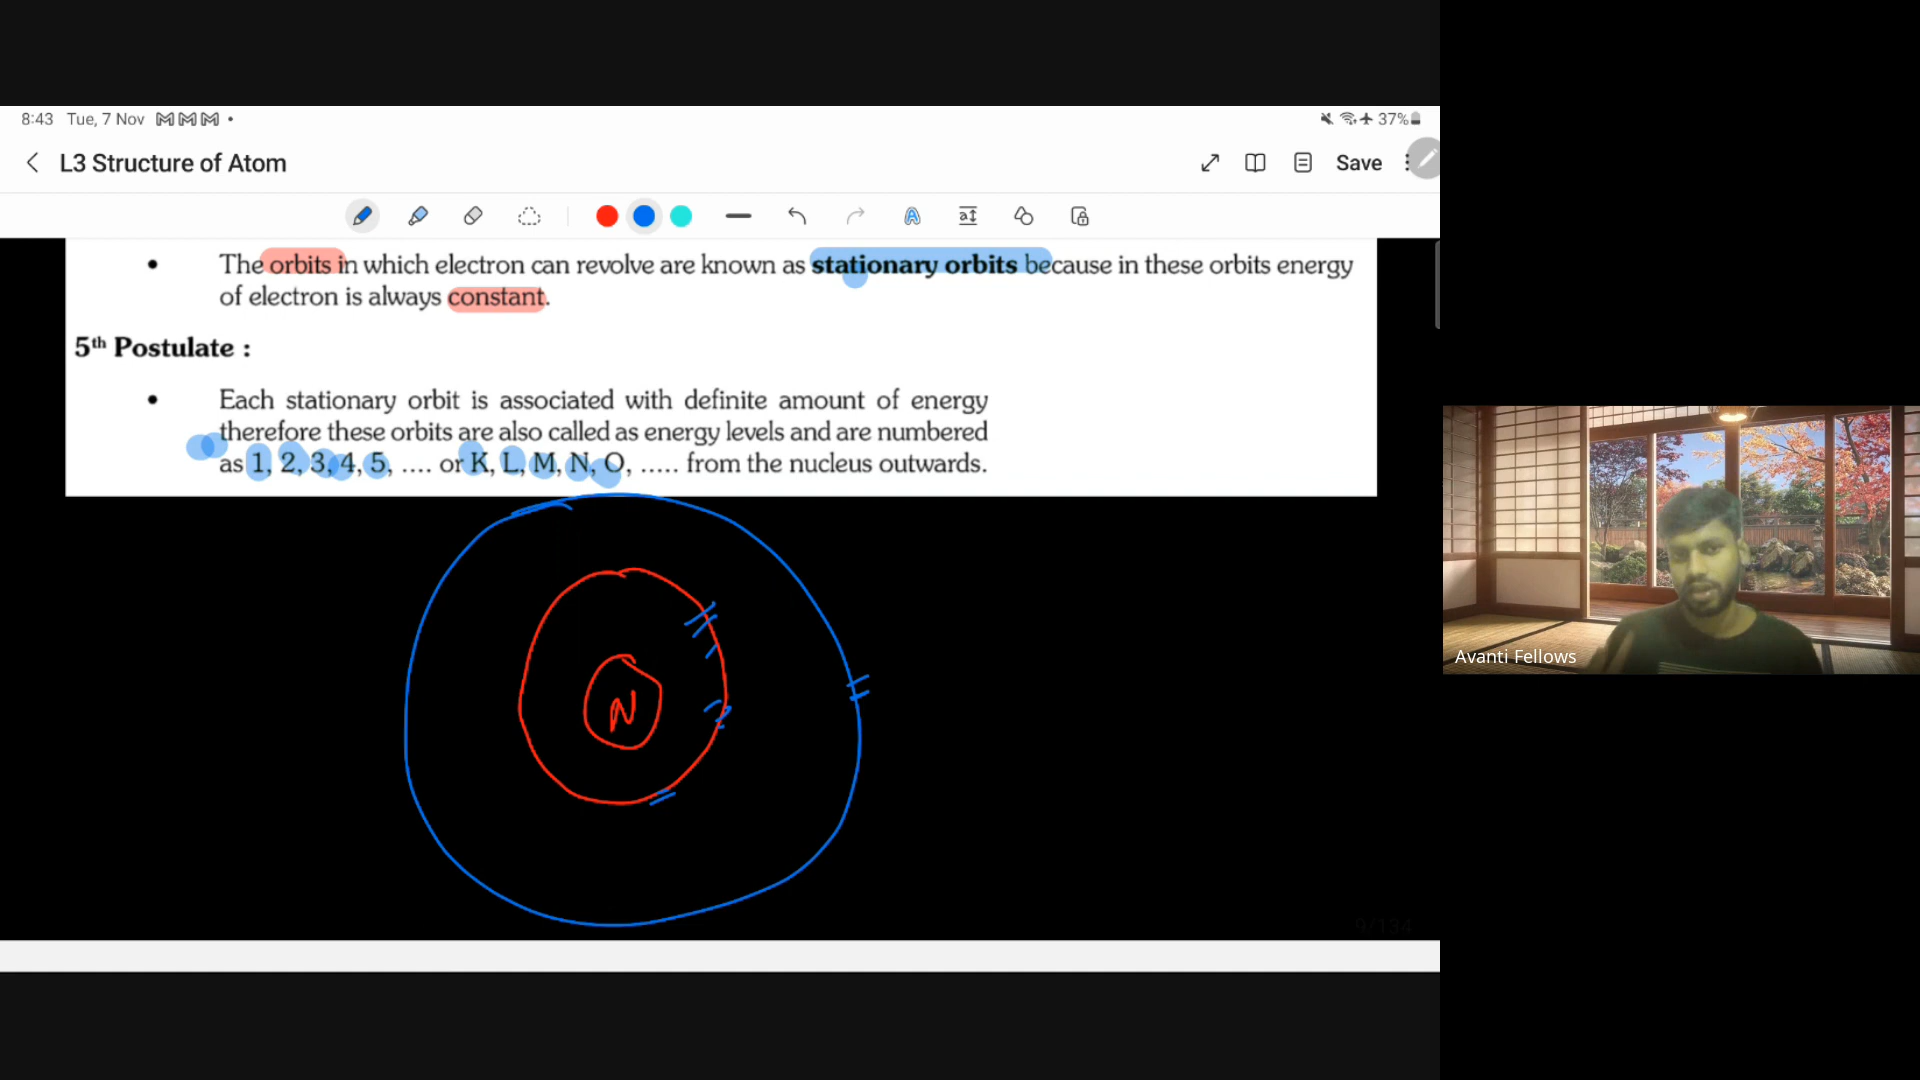 8:43 Tue, 7 Nov 37%
L3 Structure of Atom Save
• The orbits in which electron can revolve are known as stationary orbits because in these orbits energy
of electron is always constant.
5th Postulate :
• Each stationary orbit is associated with definite amount of energy
therefore these orbits are also called as energy levels and are numbered
as 1, 2, 3, 4, 5, .... or K, L, M, N, O, ..... from the nucleus outwards.
N
9/134
Avanti Fellows